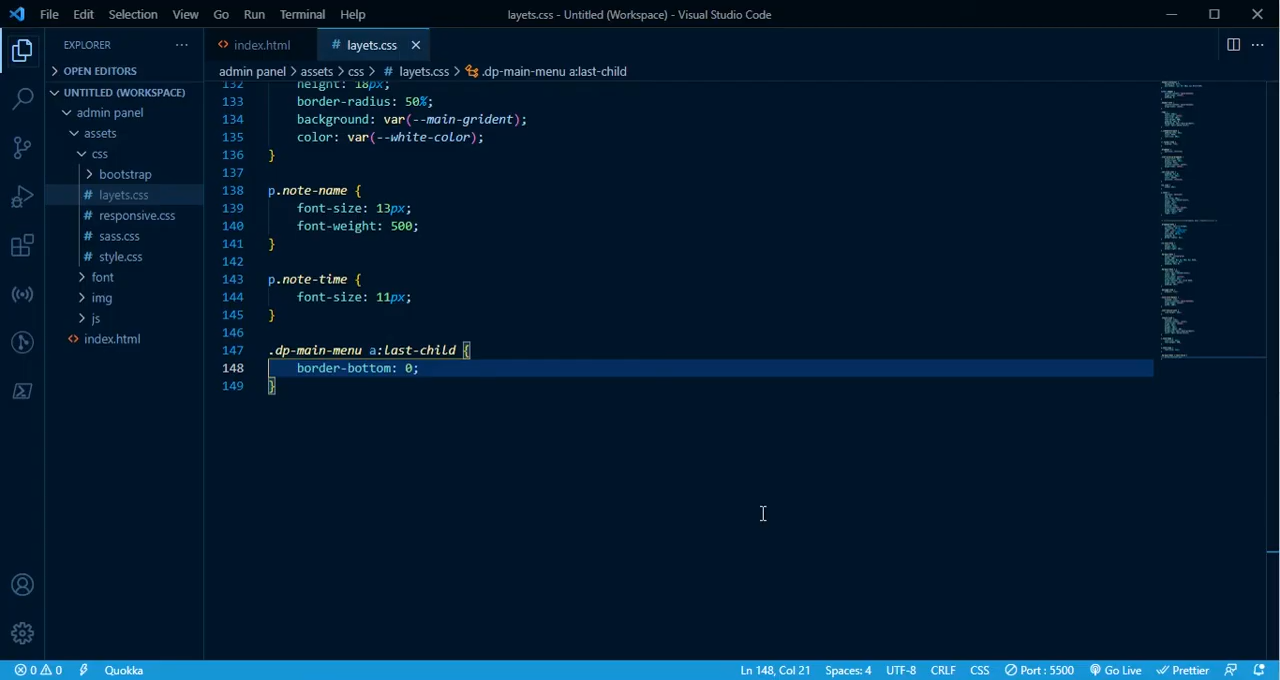 File Edit Selection View Go Run Terminal Help layets.css - Untitled (Workspace) - Visual Studio Code
EXPLORER
OPEN EDITORS
UNTITLED (WORKSPACE)
admin panel
assets
css
bootstrap
layets.css
responsive.css
sass.css
style.css
font
img
js
index.html
index.html layets.css
admin panel > assets > css > # layets.css > .dp-main-menu a:last-child
132 height: 18px;
133 border-radius: 50%;
134 background: var(--main-grident);
135 color: var(--white-color);
136 }
137
138 p.note-name {
139 font-size: 13px;
140 font-weight: 500;
141 }
142
143 p.note-time {
144 font-size: 11px;
145 }
146
147 .dp-main-menu a:last-child {
148 border-bottom: 0;
149 }
0 0 Quokka Ln 148, Col 21 Spaces: 4 UTF-8 CRLF CSS Port : 5500 Go Live Prettier